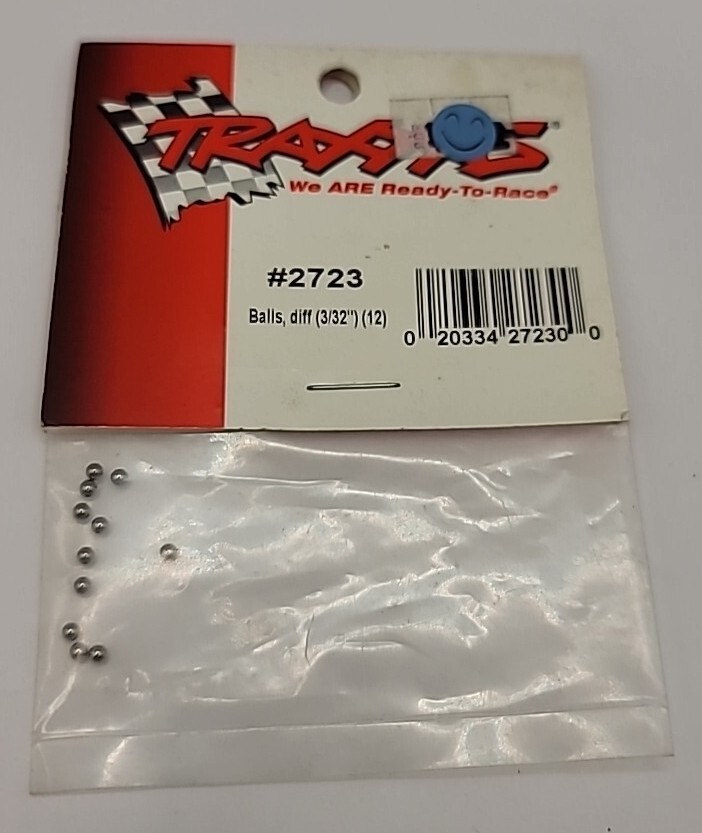 TRAXXAS
We ARE Ready-To-Race®
#2723
Balls, diff (3/32") (12)
0 20334 27230 0